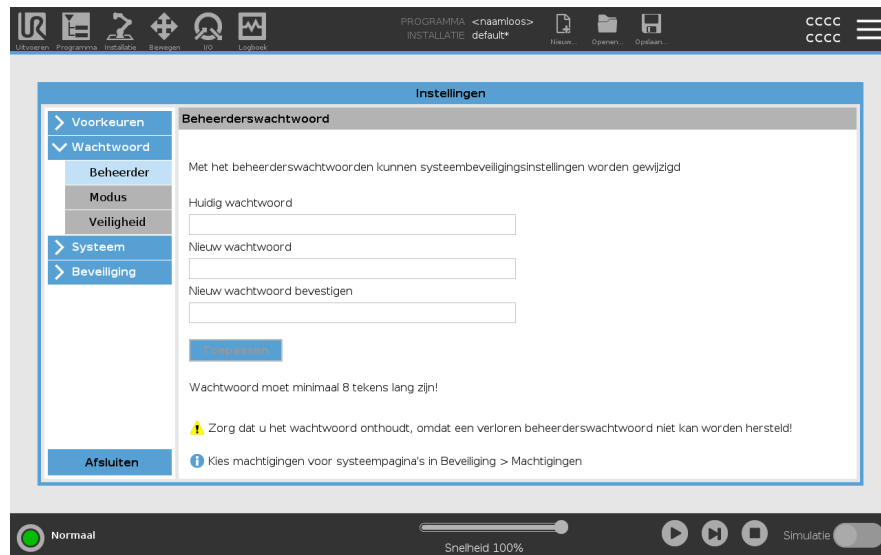 PROGRAMMA <naamloos>
INSTALLATIE default*
Uitvoeren Programma Installatie Bewegen I/O Logboek
Nieuw... Openen... Opslaan...
CCCC
CCCC
Instellingen
Voorkeuren
Wachtwoord
Beheerder
Modus
Veiligheid
Systeem
Beveiliging
Afsluiten
Beheerderswachtwoord
Met het beheerderswachtwoorden kunnen systeembeveiligingsinstellingen worden gewijzigd
Huidig wachtwoord
Nieuw wachtwoord
Nieuw wachtwoord bevestigen
Toepassen
Wachtwoord moet minimaal 8 tekens lang zijn!
Zorg dat u het wachtwoord onthoudt, omdat een verloren beheerderswachtwoord niet kan worden hersteld!
Kies machtigingen voor systeempagina's in Beveiliging > Machtigingen
Normaal
Snelheid 100%
Simulatie